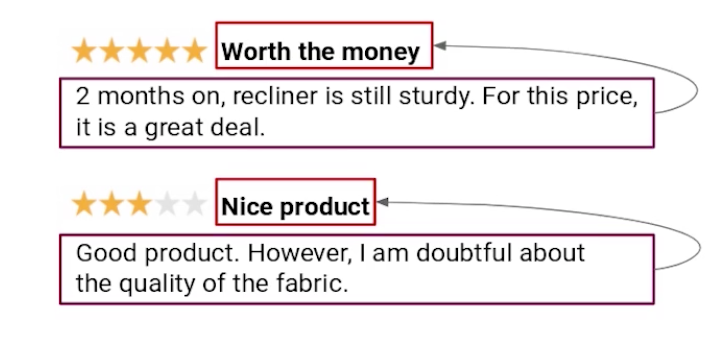 Worth the money
2 months on, recliner is still sturdy. For this price,
it is a great deal.
Nice product
Good product. However, I am doubtful about
the quality of the fabric.